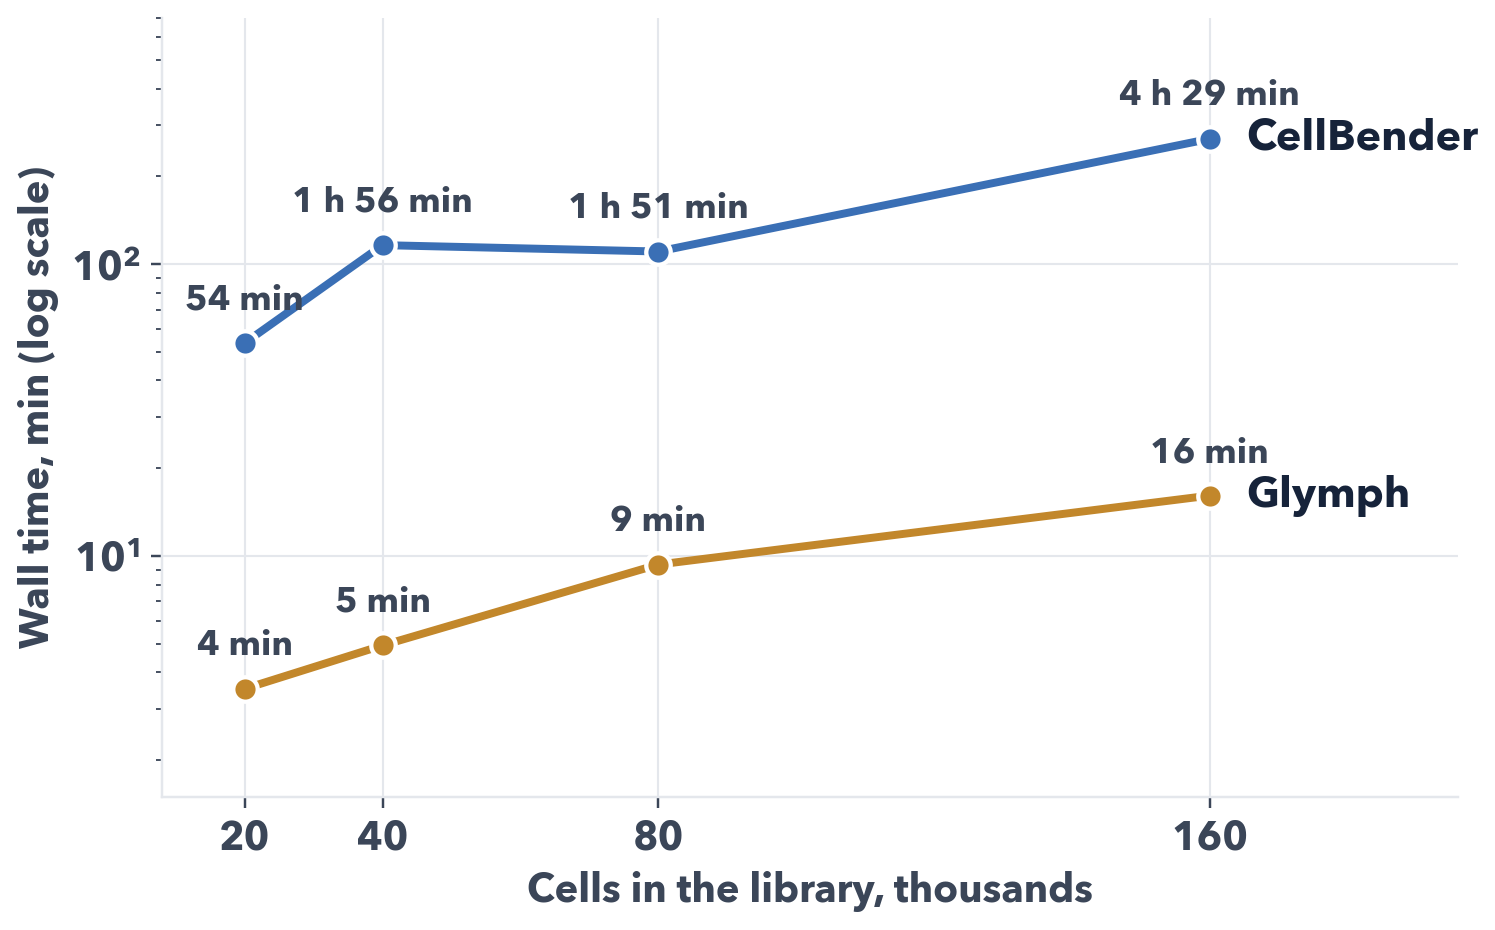 4 h 29 min
CellBender
1 h 56 min
1 h 51 min
10²
54 min
16 min
Glymph
9 min
10¹
5 min
4 min
Wall time, min (log scale)
20 40 80 160
Cells in the library, thousands